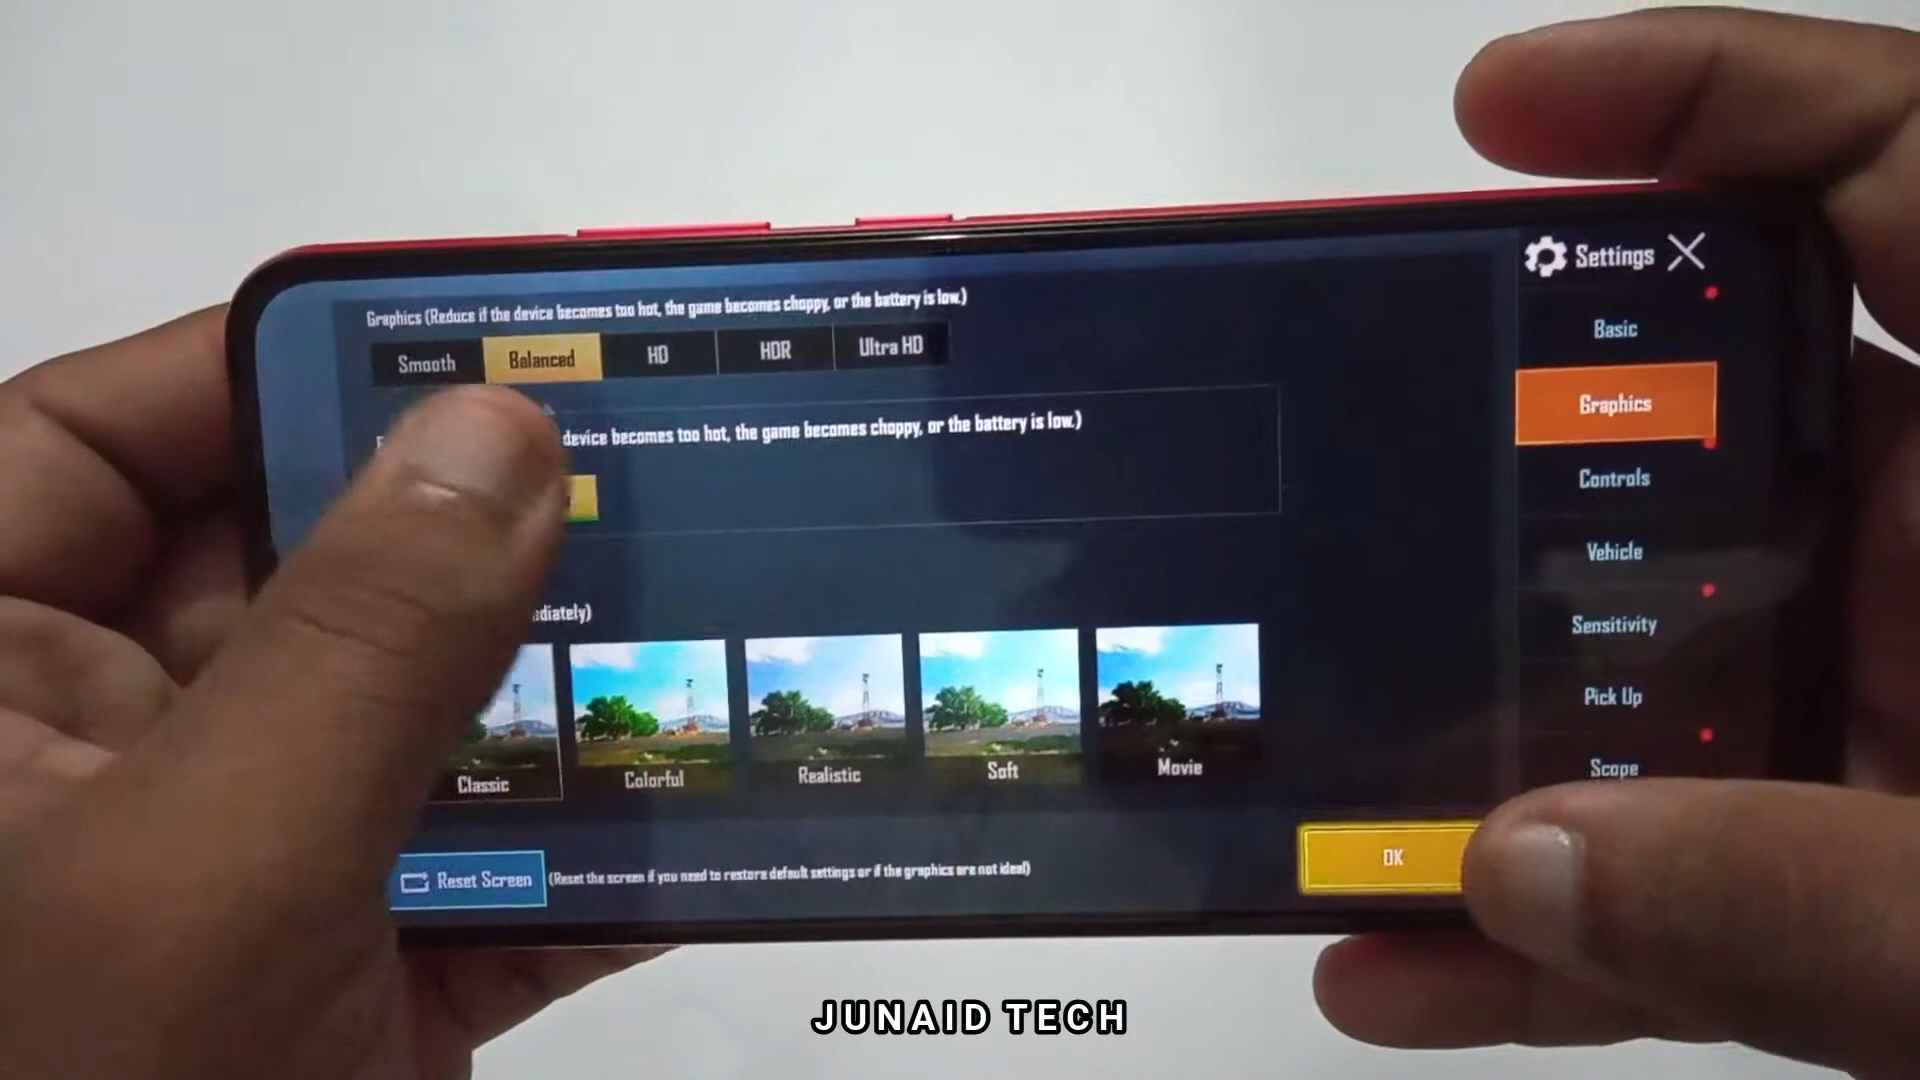 Settings
Graphics (Reduce if the device becomes too hot, the game becomes choppy, or the battery is low.)
Smooth Balanced HD HDR Ultra HD
device becomes too hot, the game becomes choppy, or the battery is low.)
Basic
Graphics
Controls
Vehicle
Sensitivity
Pick Up
Scope
Classic Colorful Realistic Soft Movie
Reset Screen (Reset the screen if you need to restore default settings or if the graphics are not ideal)
OK
JUNAID TECH